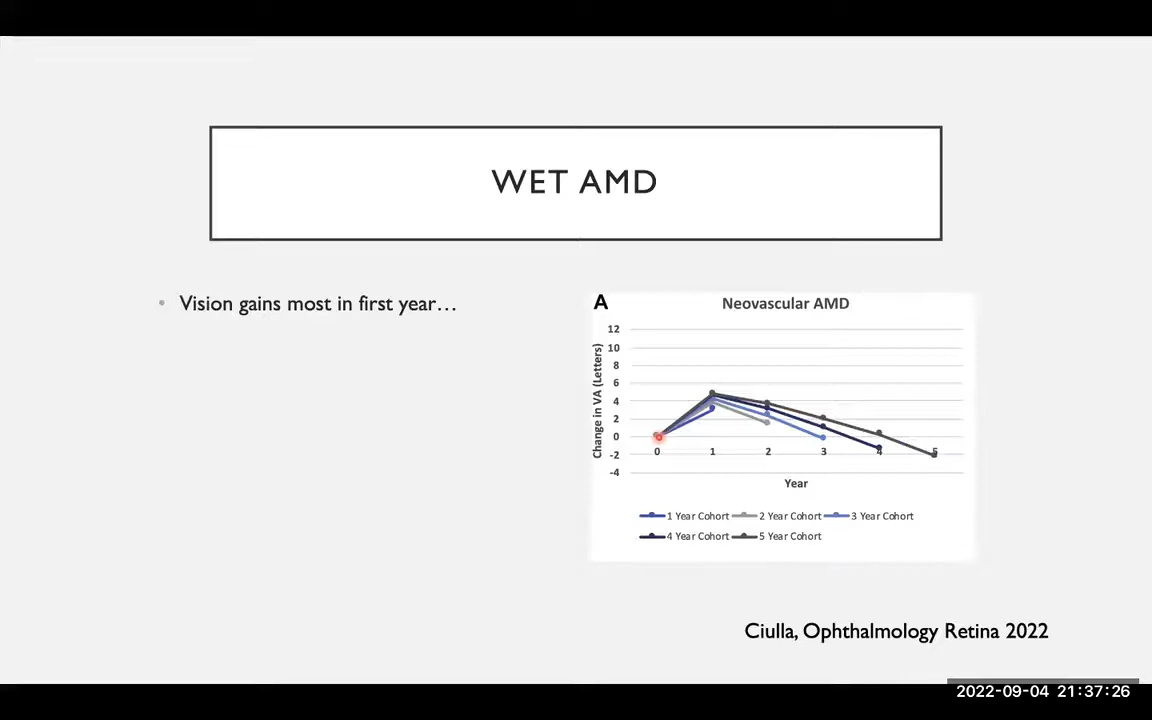 WET AMD
• Vision gains most in first year…
A
Neovascular AMD
Change in VA (Letters)
12
10
8
6
4
2
0
-2
-4
0 1 2 3 4 5
Year
1 Year Cohort 2 Year Cohort 3 Year Cohort
4 Year Cohort 5 Year Cohort
Ciulla, Ophthalmology Retina 2022
2022-09-04 21:37:26